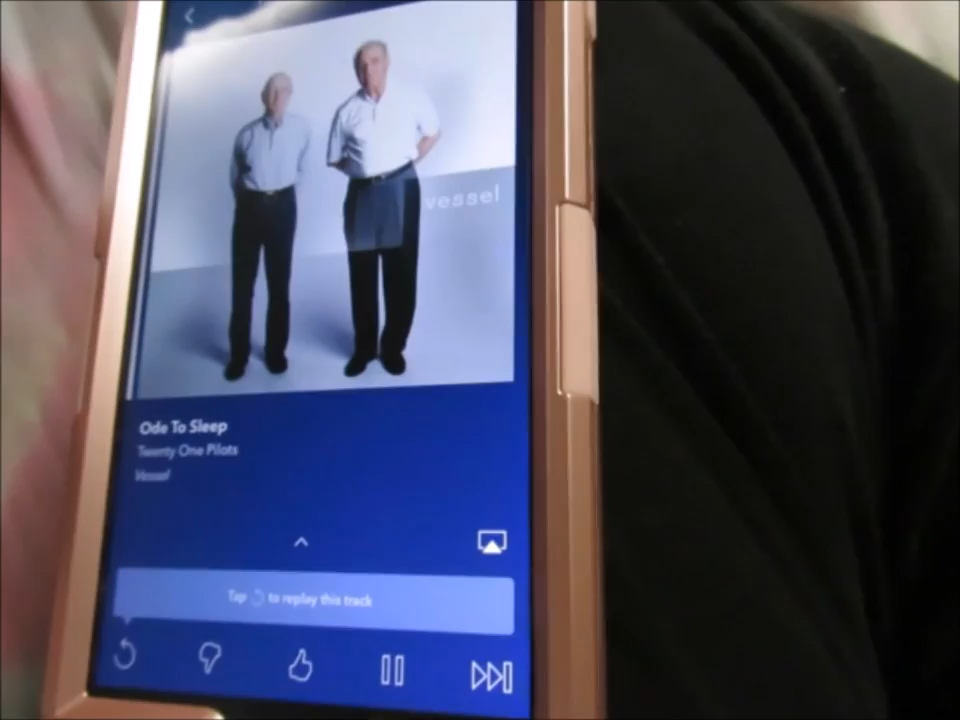 vessel
Ode To Sleep
Twenty One Pilots
Vessel
Tap to replay this track